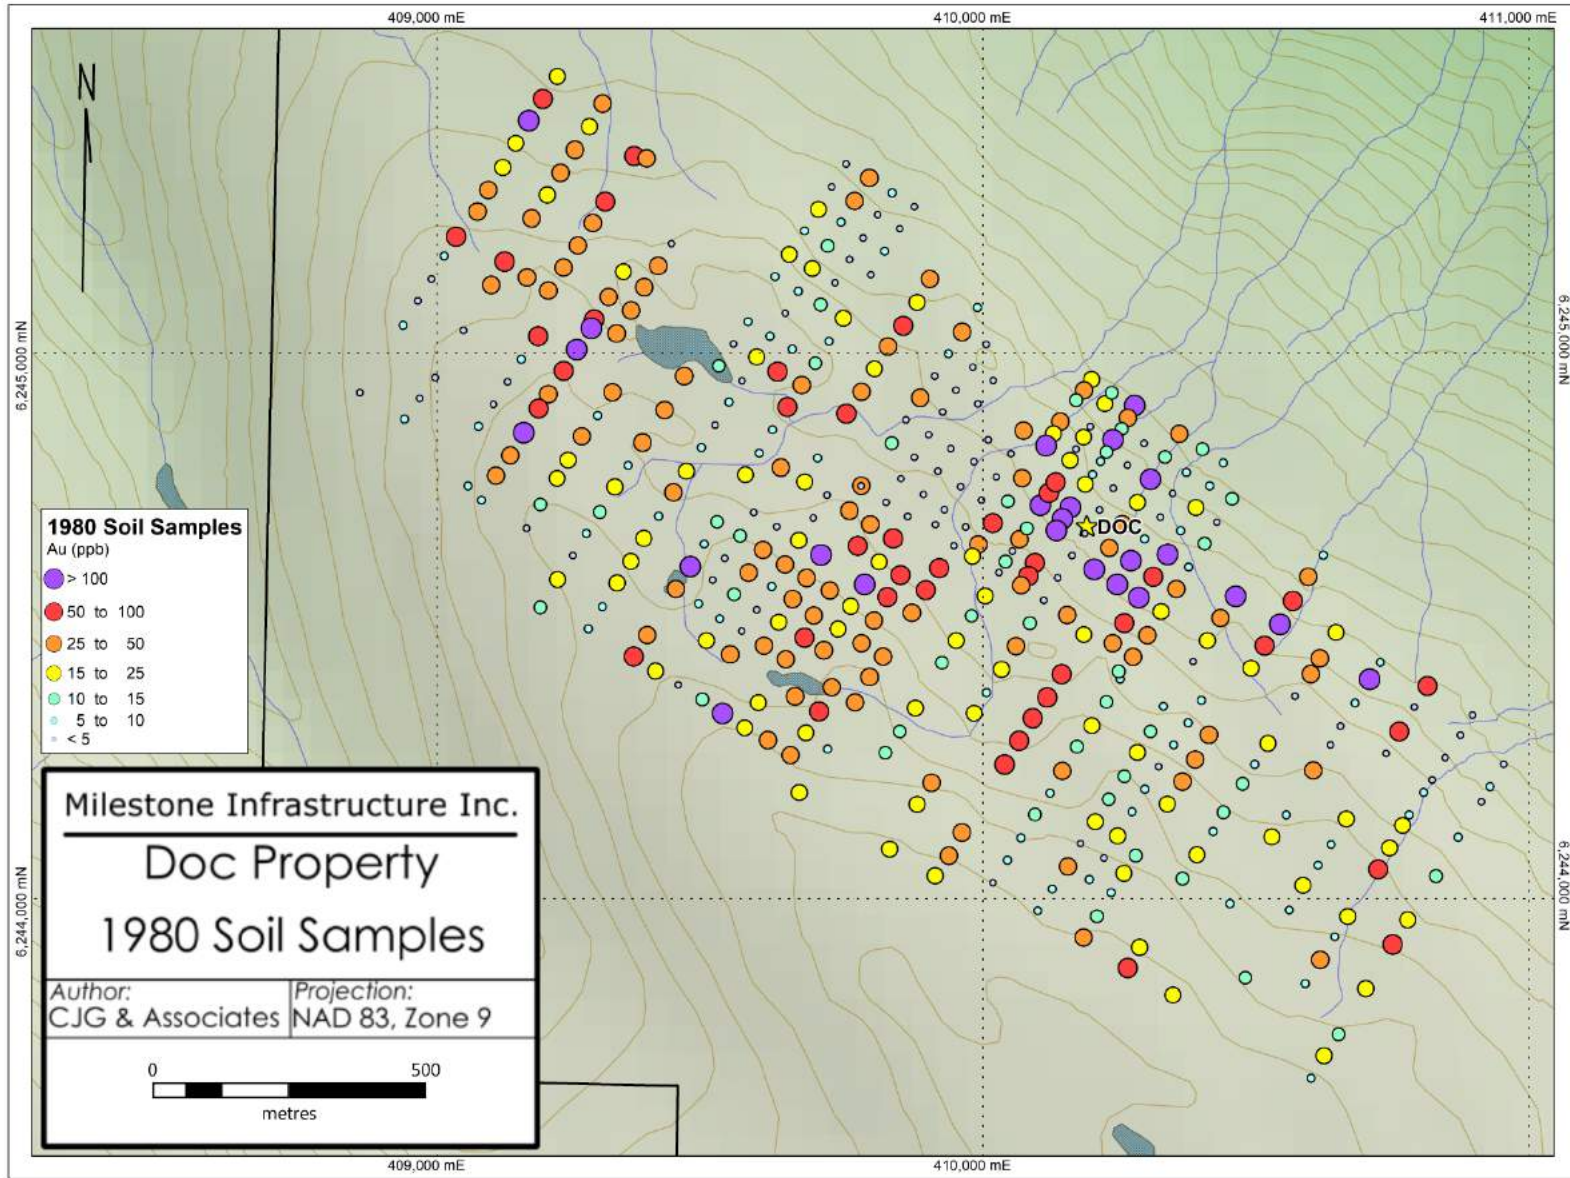 409,000 mE
410,000 mE
411,000 mE
N
6,245,000 mN
6,245,000 mN
DOC
1980 Soil Samples
Au (ppb)
> 100
50 to 100
25 to 50
15 to 25
10 to 15
5 to 10
< 5
Milestone Infrastructure Inc.
Doc Property
1980 Soil Samples
6,244,000 mN
6,244,000 mN
Author:
CJG & Associates
Projection:
NAD 83, Zone 9
0
500
metres
409,000 mE
410,000 mE